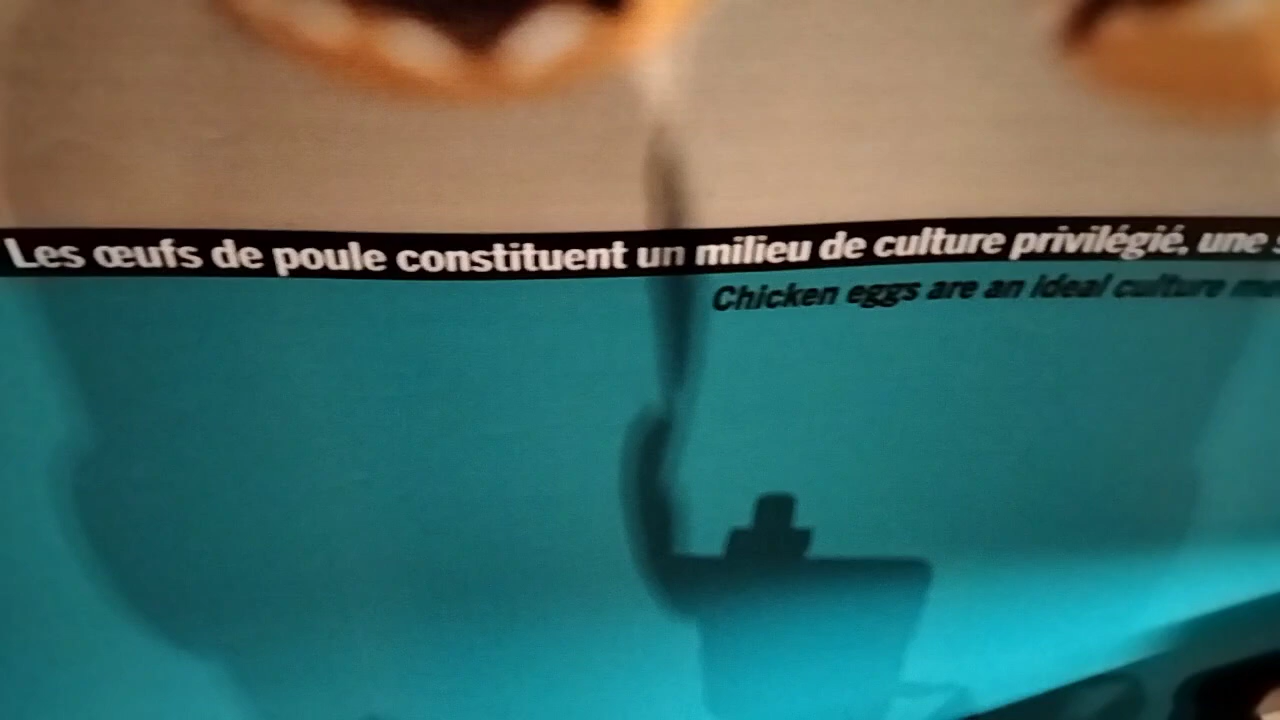 Les œufs de poule constituent un milieu de culture privilégié, une
Chicken eggs are an ideal culture